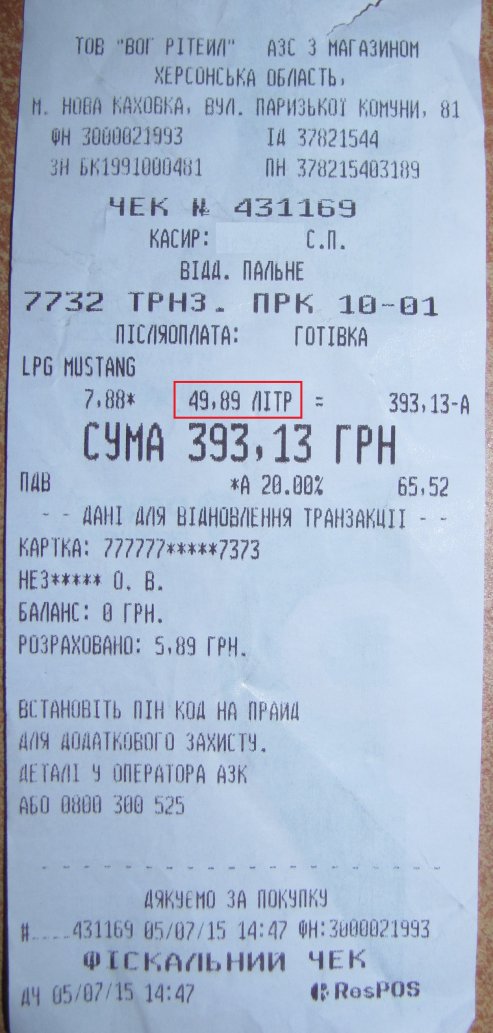 ТОВ "ВОГ РІТЕЙЛ" АЗС З МАГАЗИНОМ
ХЕРСОНСЬКА ОБЛАСТЬ,
М. НОВА КАХОВКА, ВУЛ. ПАРИЗЬКОЇ КОМУНИ, 81
ФН 3000021993 ІД 37821544
ЗН БК1991000481 ПН 378215403189
ЧЕК № 431169
КАСИР: С.П.
ВІДД. ПАЛЬНЕ
7732 ТРНЗ. ПРК 10-01
ПІСЛЯОПЛАТА: ГОТІВКА
LPG MUSTANG
7,88* 49,89 ЛІТР = 393,13-А
СУМА 393,13 ГРН
ПДВ *А 20.00% 65,52
- - ДАНІ ДЛЯ ВІДНОВЛЕННЯ ТРАНЗАКЦІІ - -
КАРТКА: 777777*****7373
НЕЗ***** О. В.
БАЛАНС: 0 ГРН.
РОЗРАХОВАНО: 5,89 ГРН.
ВСТАНОВІТЬ ПІН КОД НА ПРАЙД
ДЛЯ ДОДАТКОВОГО ЗАХИСТУ.
ДЕТАЛІ У ОПЕРАТОРА АЗК
АБО 0800 300 525
ДЯКУЄМО ЗА ПОКУПКУ
#....431169 05/07/15 14:47 ФН:3000021993
ФІСКАЛЬНИЙ ЧЕК
ДЧ 05/07/15 14:47 ResPOS